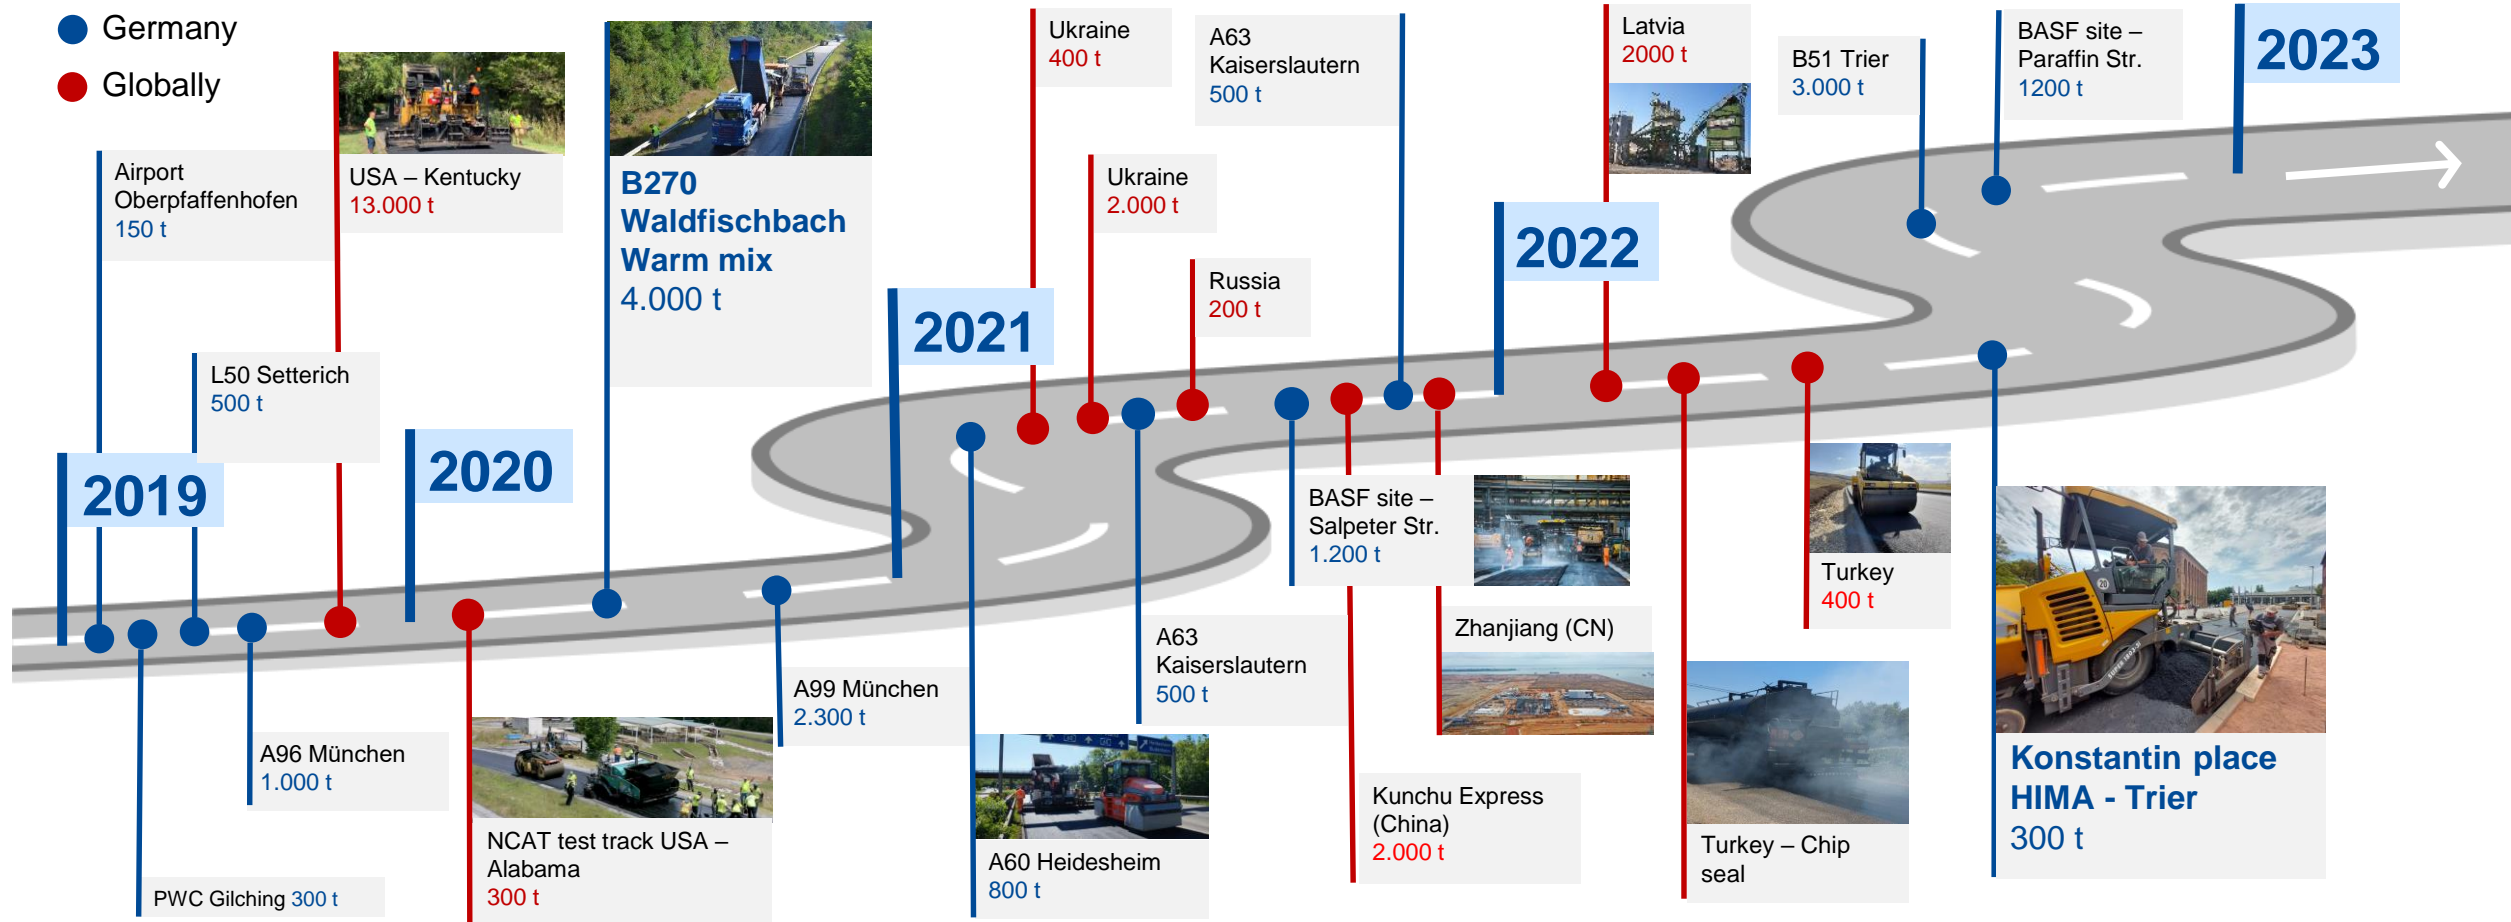 Germany
Globally
Airport
Oberpfaffenhofen
150 t
USA – Kentucky
13.000 t
L50 Setterich
500 t
2019
PWC Gilching 300 t
A96 München
1.000 t
2020
NCAT test track USA –
Alabama
300 t
B270
Waldfischbach
Warm mix
4.000 t
A99 München
2.300 t
2021
A60 Heidesheim
800 t
Ukraine
400 t
Ukraine
2.000 t
A63
Kaiserslautern
500 t
Russia
200 t
BASF site –
Salpeter Str.
1.200 t
Kunchu Express
(China)
2.000 t
A63
Kaiserslautern
500 t
Zhanjiang (CN)
2022
Latvia
2000 t
Turkey – Chip
seal
Turkey
400 t
Konstantin place
HIMA - Trier
300 t
B51 Trier
3.000 t
BASF site –
Paraffin Str.
1200 t
2023